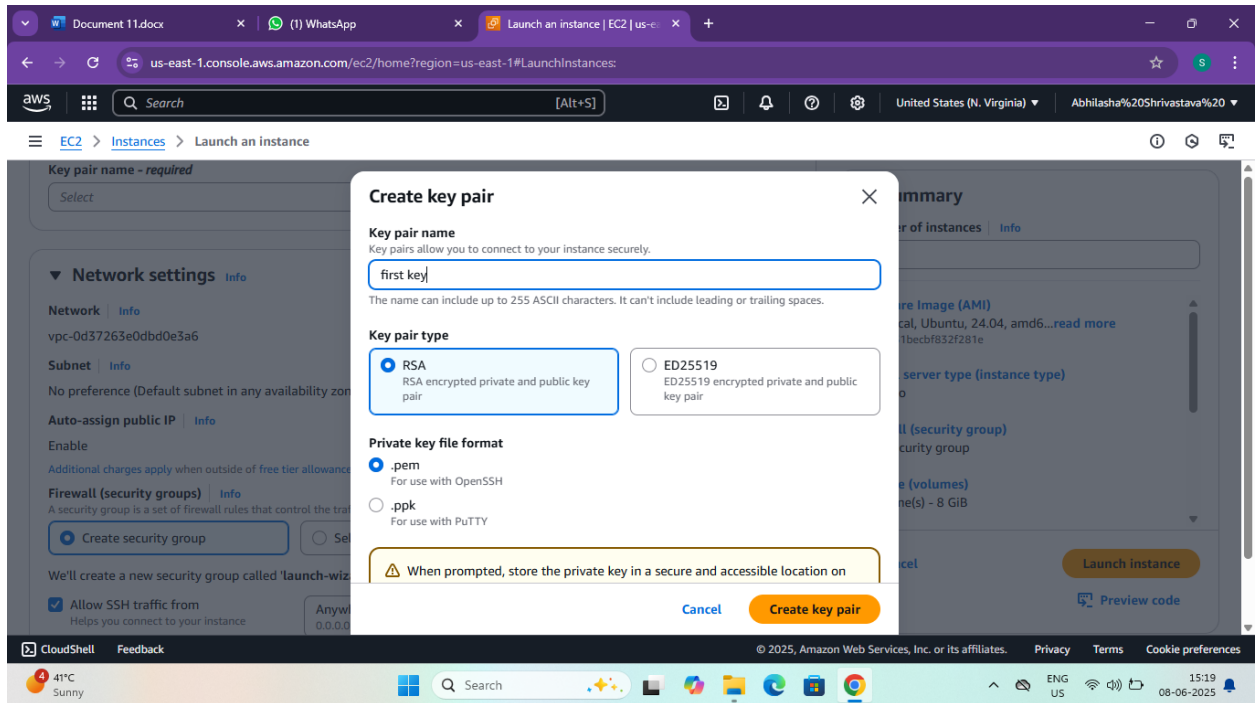 Document 11.docx
(1) WhatsApp
Launch an instance | EC2 | us-ea
us-east-1.console.aws.amazon.com/ec2/home?region=us-east-1#LaunchInstances:
S
aws
Search
[Alt+S]
United States (N. Virginia)
Abhilasha%20Shrivastava%20
EC2 > Instances > Launch an instance
Key pair name - required
Select
Network settings Info
Network | Info
vpc-0d37263e0dbd0e3a6
Subnet | Info
No preference (Default subnet in any availability zon
Auto-assign public IP | Info
Enable
Additional charges apply when outside of free tier allowance
Firewall (security groups) | Info
A security group is a set of firewall rules that control the traf
Create security group
Sel
We'll create a new security group called 'launch-wiz
Allow SSH traffic from
Helps you connect to your instance
Anywh
0.0.0.0
Create key pair
Key pair name
Key pairs allow you to connect to your instance securely.
first key
The name can include up to 255 ASCII characters. It can't include leading or trailing spaces.
Key pair type
RSA
RSA encrypted private and public key
pair
ED25519
ED25519 encrypted private and public
key pair
Private key file format
.pem
For use with OpenSSH
.ppk
For use with PuTTY
When prompted, store the private key in a secure and accessible location on
Cancel
Create key pair
ummary
er of instances | Info
are Image (AMI)
cal, Ubuntu, 24.04, amd6...read more
1becbf832f281e
server type (instance type)
o
ll (security group)
curity group
e (volumes)
me(s) - 8 GiB
cel
Launch instance
Preview code
CloudShell
Feedback
© 2025, Amazon Web Services, Inc. or its affiliates.
Privacy
Terms
Cookie preferences
4
41°C
Sunny
Search
ENG
US
15:19
08-06-2025